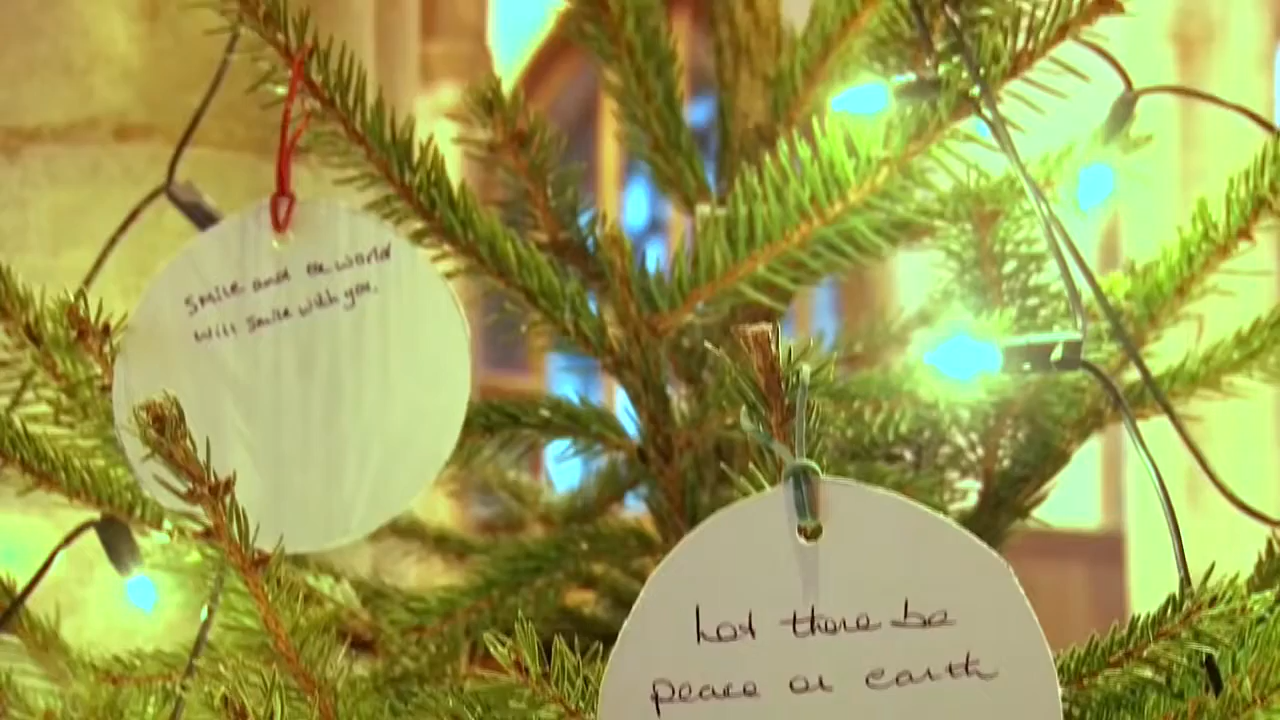 Smile and the world
will smile with you.
Let there be
peace on earth